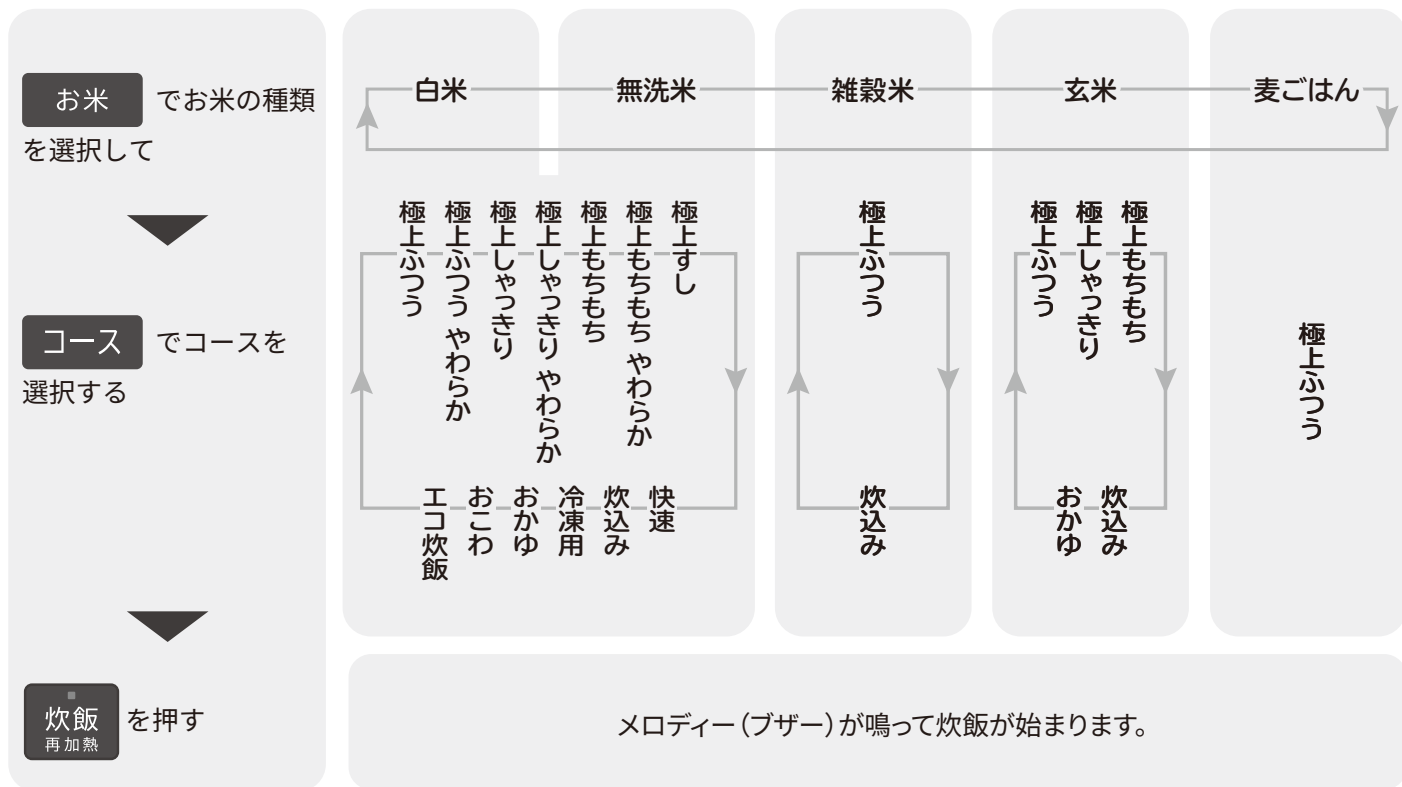 お米 でお米の種類
を選択して
コース でコースを
選択する
炊飯
再加熱
を押す
白米
無洗米
雑穀米
玄米
麦ごはん
極上ふつう
極上ふつう やわらか
極上しゃっきり
極上しゃっきり やわらか
極上もちもち
極上もちもち やわらか
極上すし
エコ炊飯
おこわ
おかゆ
冷凍用
炊込み
快速
極上ふつう
炊込み
極上ふつう
極上しゃっきり
極上もちもち
おかゆ
炊込み
極上ふつう
メロディー(ブザー)が鳴って炊飯が始まります。